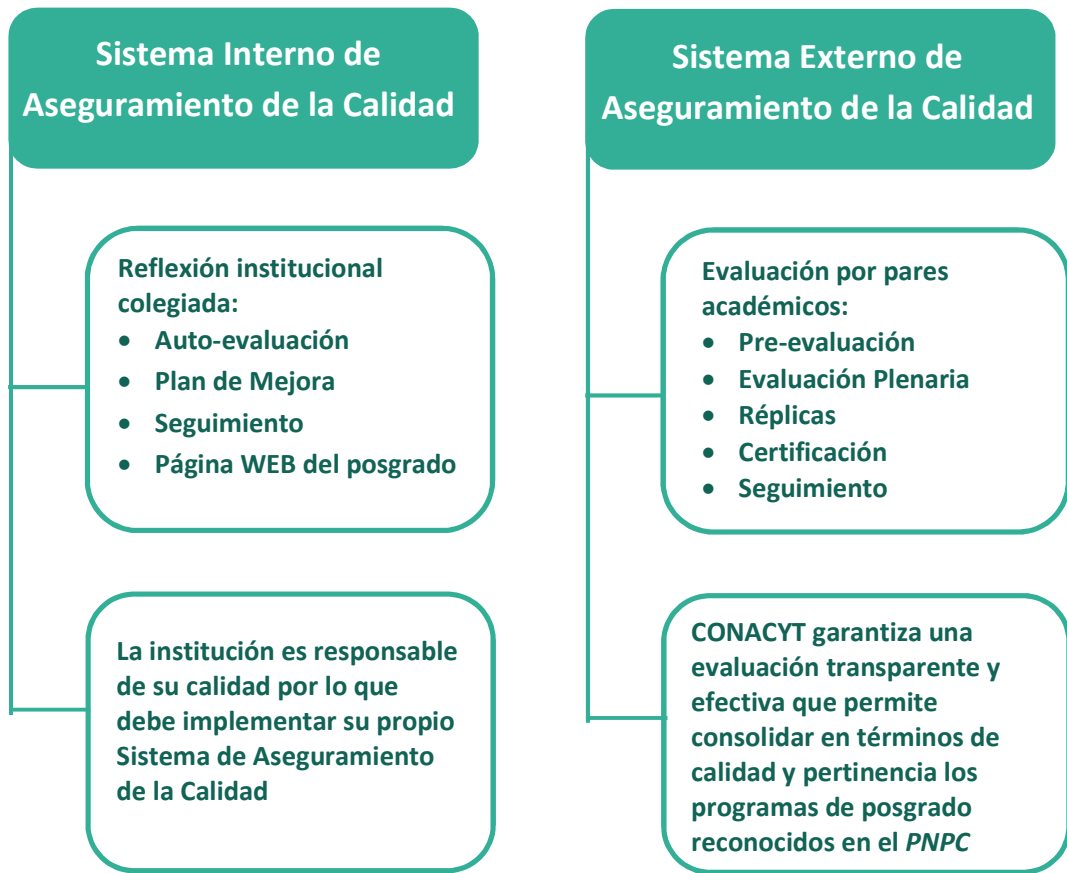 Sistema Interno de
Aseguramiento de la Calidad
Reflexión institucional
colegiada:
• Auto-evaluación
• Plan de Mejora
• Seguimiento
• Página WEB del posgrado
La institución es responsable
de su calidad por lo que
debe implementar su propio
Sistema de Aseguramiento
de la Calidad
Sistema Externo de
Aseguramiento de la Calidad
Evaluación por pares
académicos:
• Pre-evaluación
• Evaluación Plenaria
• Réplicas
• Certificación
• Seguimiento
CONACYT garantiza una
evaluación transparente y
efectiva que permite
consolidar en términos de
calidad y pertinencia los
programas de posgrado
reconocidos en el PNPC